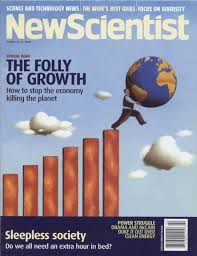 SCIENCE AND TECHNOLOGY NEWS | THE WEEK'S BEST IDEAS | FOCUS ON DIVERSITY
NewScientist
SPECIAL ISSUE
THE FOLLY
OF GROWTH
How to stop the economy
killing the planet
POWER STRUGGLE
OBAMA AND McCAIN
DUKE IT OUT OVER
CLEAN ENERGY
Sleepless society
Do we all need an extra hour in bed?